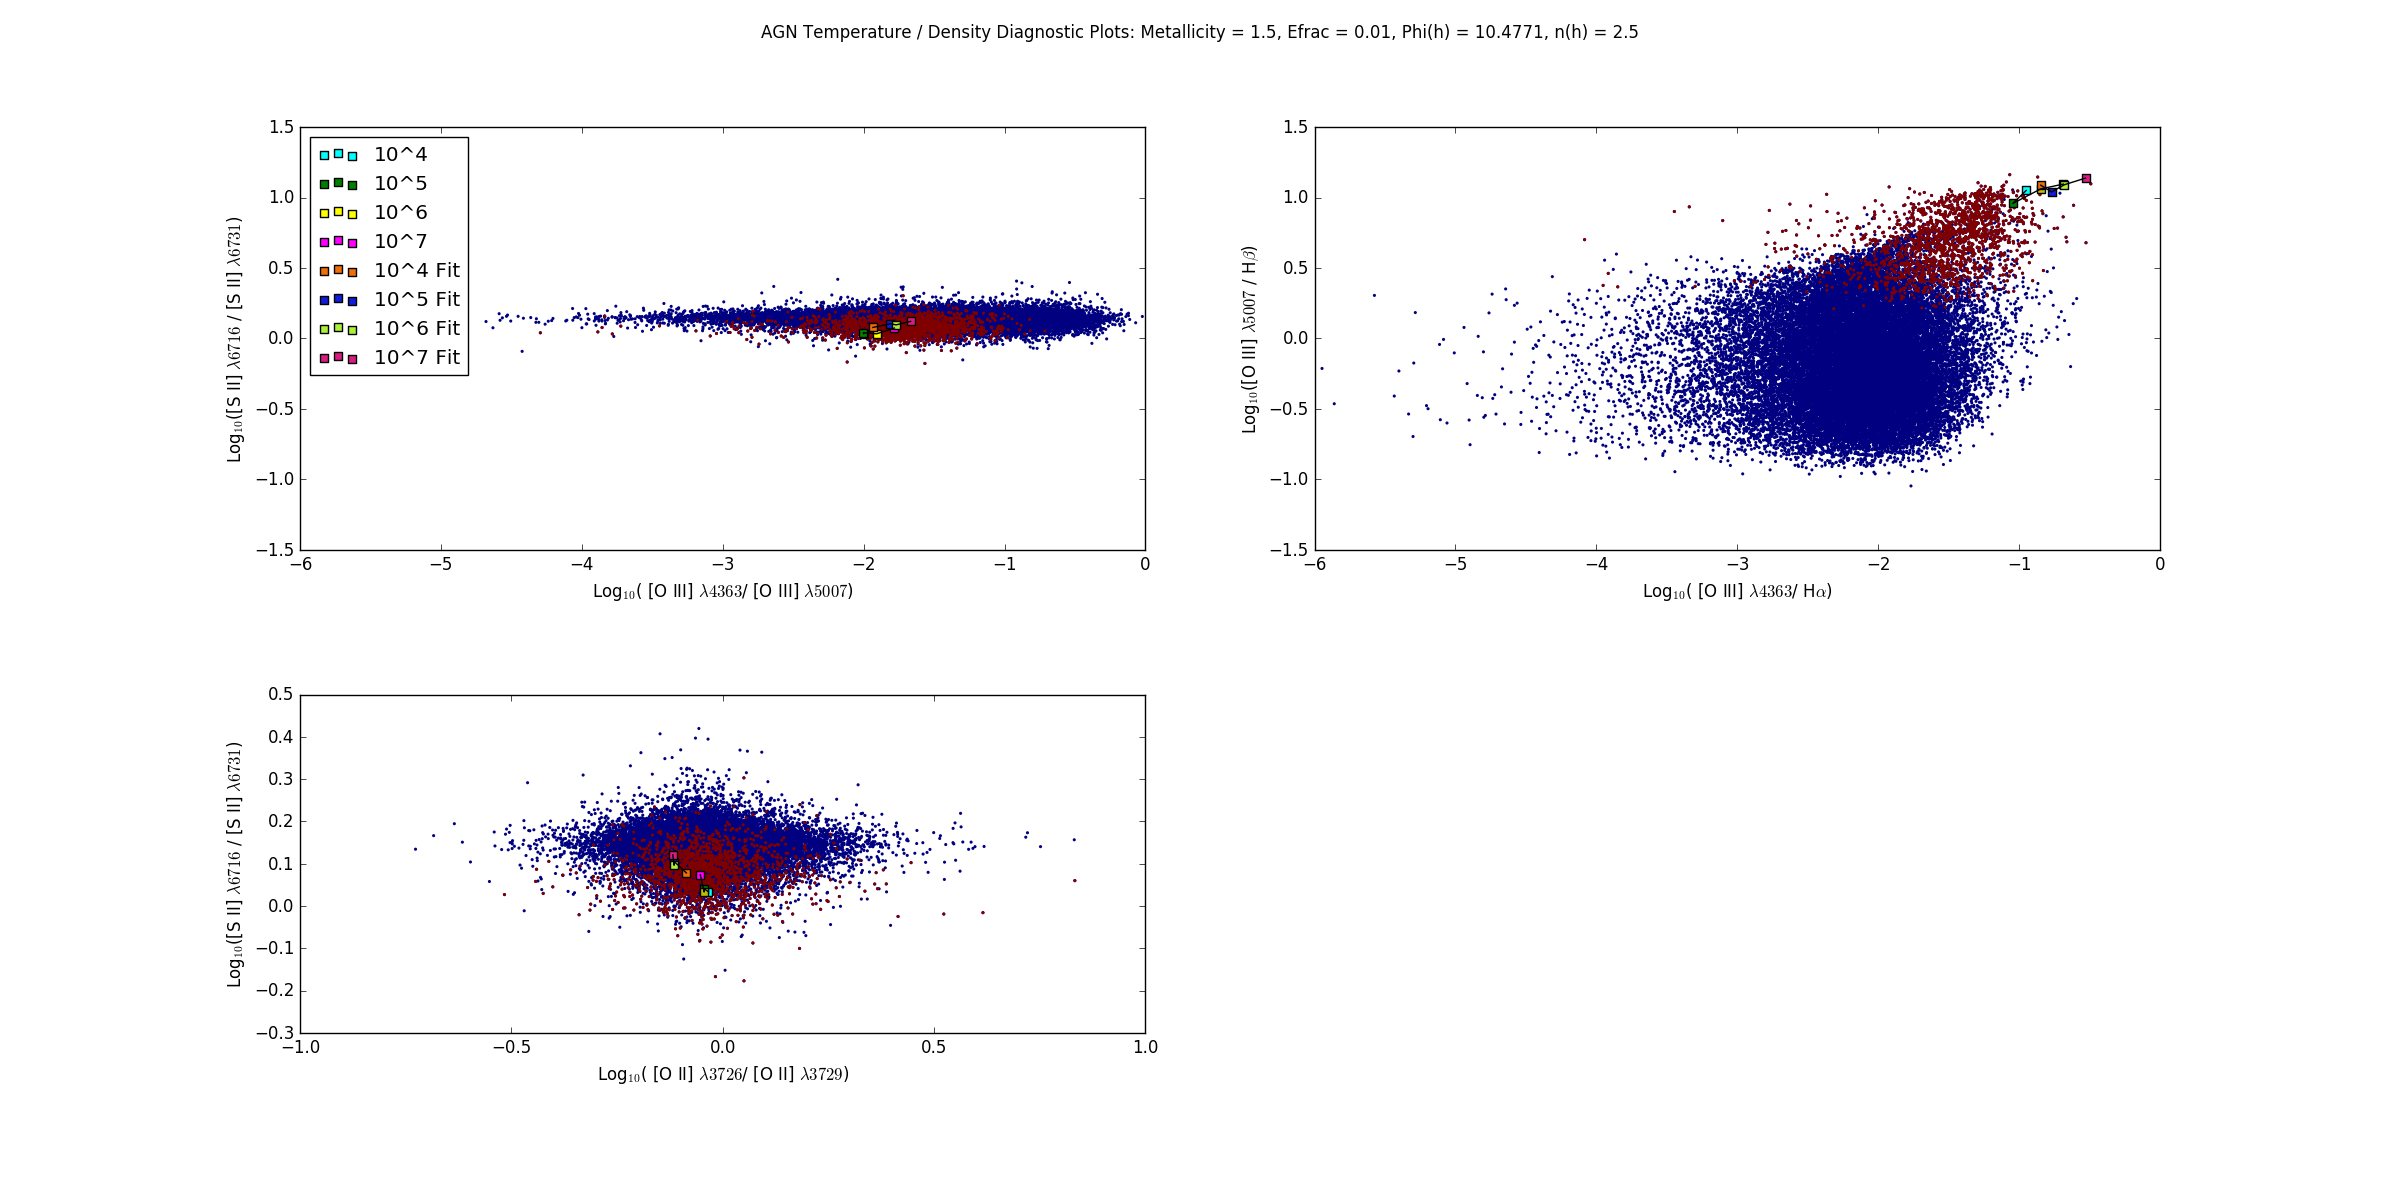 AGN Temperature / Density Diagnostic Plots: Metallicity = 1.5, Efrac = 0.01, Phi(h) = 10.4771, n(h) = 2.5
Log10([S II] λ6716 / [S II] λ6731)
1.5
1.0
0.5
0.0
−0.5
−1.0
−1.5
10^4
10^5
10^6
10^7
10^4 Fit
10^5 Fit
10^6 Fit
10^7 Fit
−6 −5 −4 −3 −2 −1 0
Log10( [O III] λ4363/ [O III] λ5007)
Log10([O III] λ5007 / Hβ)
1.5
1.0
0.5
0.0
−0.5
−1.0
−1.5
−6 −5 −4 −3 −2 −1 0
Log10( [O III] λ4363/ Hα)
Log10([S II] λ6716 / [S II] λ6731)
0.5
0.4
0.3
0.2
0.1
0.0
−0.1
−0.2
−0.3
−1.0 −0.5 0.0 0.5 1.0
Log10( [O II] λ3726/ [O II] λ3729)